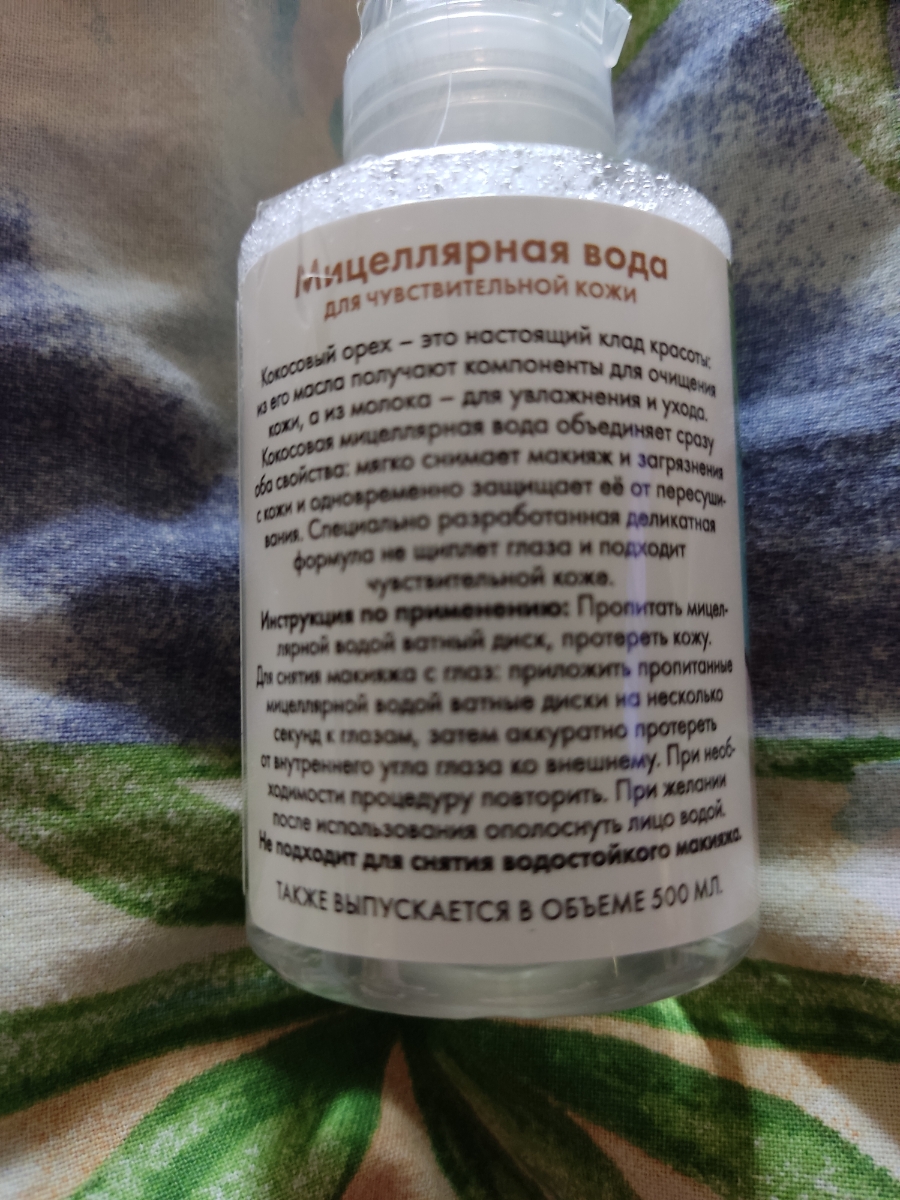 Мицеллярная вода
ДЛЯ ЧУВСТВИТЕЛЬНОЙ КОЖИ
Кокосовый орех – это настоящий клад красоты:
из его масла получают компоненты для очищения
кожи, а из молока – для увлажнения и ухода.
Кокосовая мицеллярная вода объединяет сразу
оба свойства: мягко снимает макияж и загрязнения
с кожи и одновременно защищает её от пересуши-
вания. Специально разработанная деликатная
формула не щиплет глаза и подходит
чувствительной коже.
Инструкция по применению: Пропитать мицел-
лярной водой ватный диск, протереть кожу.
Для снятия макияжа с глаз: приложить пропитанные
мицеллярной водой ватные диски на несколько
секунд к глазам, затем аккуратно протереть
от внутреннего угла глаза ко внешнему. При необ-
ходимости процедуру повторить. При желании
после использования ополоснуть лицо водой.
Не подходит для снятия водостойкого макияжа.
ТАКЖЕ ВЫПУСКАЕТСЯ В ОБЪЕМЕ 500 МЛ.